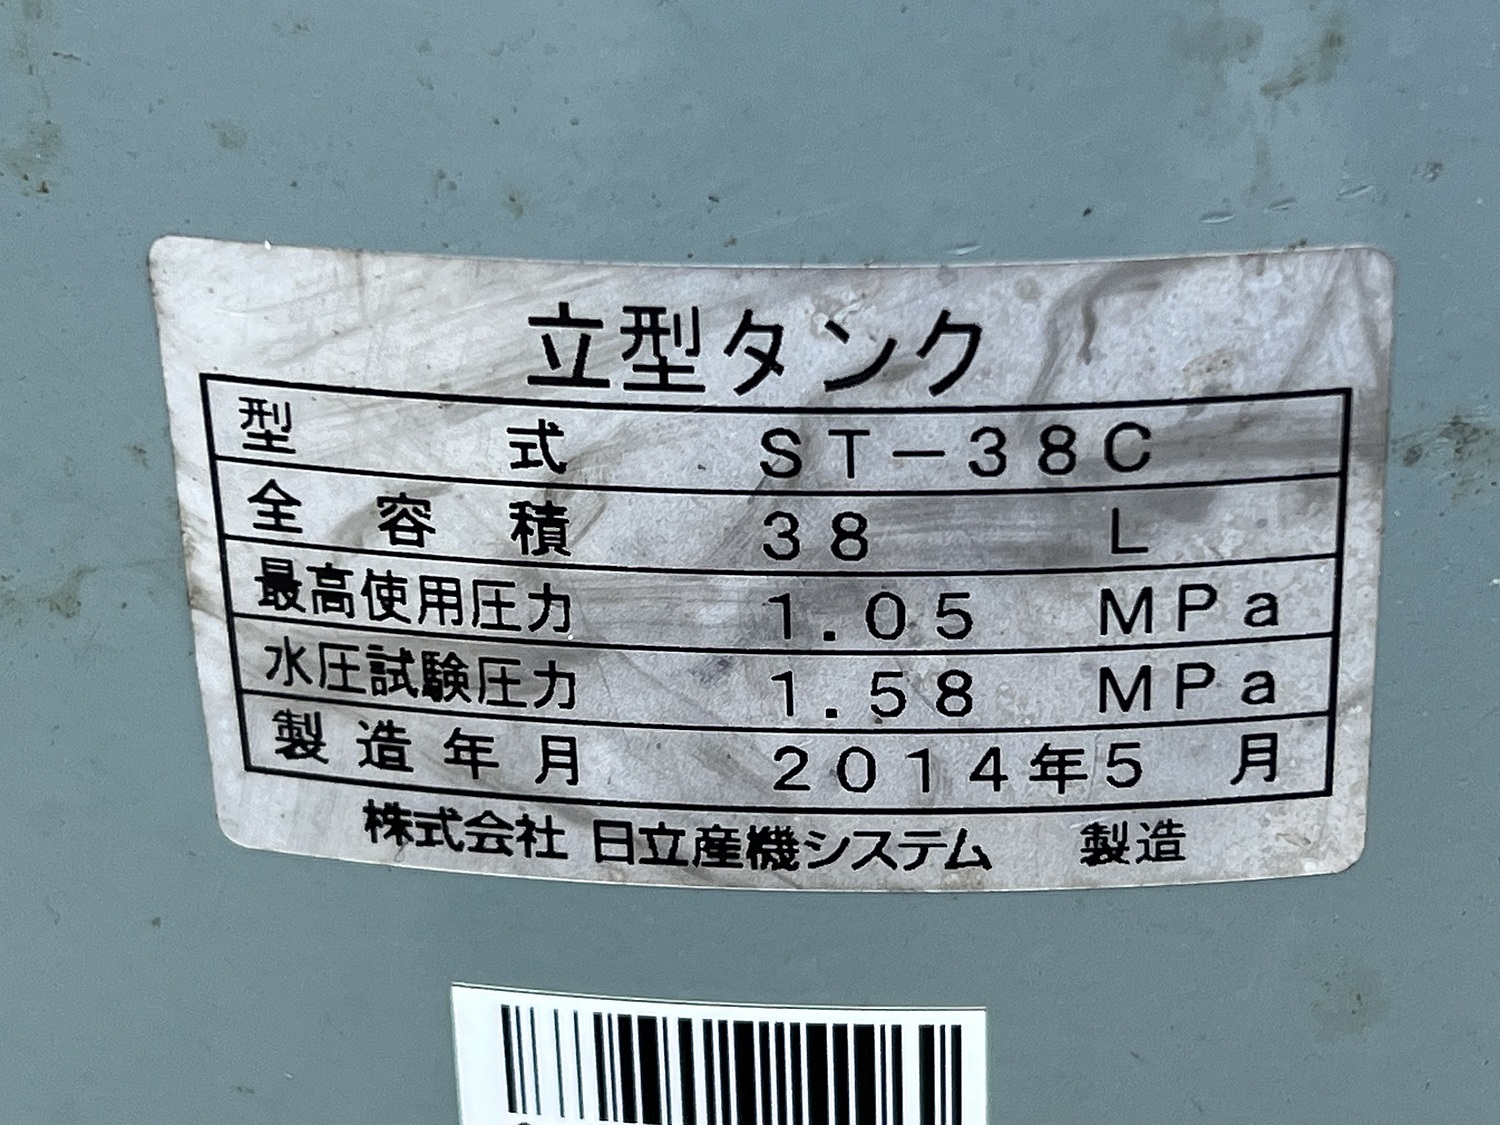 立型タンク
型式 ST-38C
全容積 38 L
最高使用圧力 1.05 MPa
水圧試験圧力 1.58 MPa
製造年月 2014年5月
株式会社 日立産機システム 製造